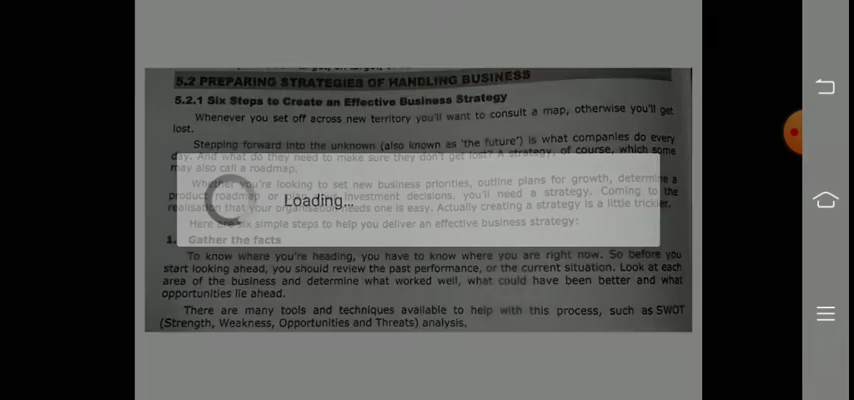 5.2 PREPARING STRATEGIES OF HANDLING BUSINESS
5.2.1 Six Steps to Create an Effective Business Strategy
Whenever you set off across new territory you'll want to consult a map, otherwise you'll get
lost.
Stepping forward into the unknown (also known as 'the future') is what companies do every
day. And what do they need to make sure they don't get lost? A strategy, of course, which some
may also call a roadmap.
Whether you're looking to set new business priorities, outline plans for growth, determine a
product roadmap or plan your investment decisions, you'll need a strategy. Coming to the
realisation that your organisation needs one is easy. Actually creating a strategy is a little trickier.
Loading...
Here are six simple steps to help you deliver an effective business strategy:
1. Gather the facts
To know where you're heading, you have to know where you are right now. So before you
start looking ahead, you should review the past performance, or the current situation. Look at each
area of the business and determine what worked well, what could have been better and what
opportunities lie ahead.
There are many tools and techniques available to help with this process, such as SWOT
(Strength, Weakness, Opportunities and Threats) analysis.